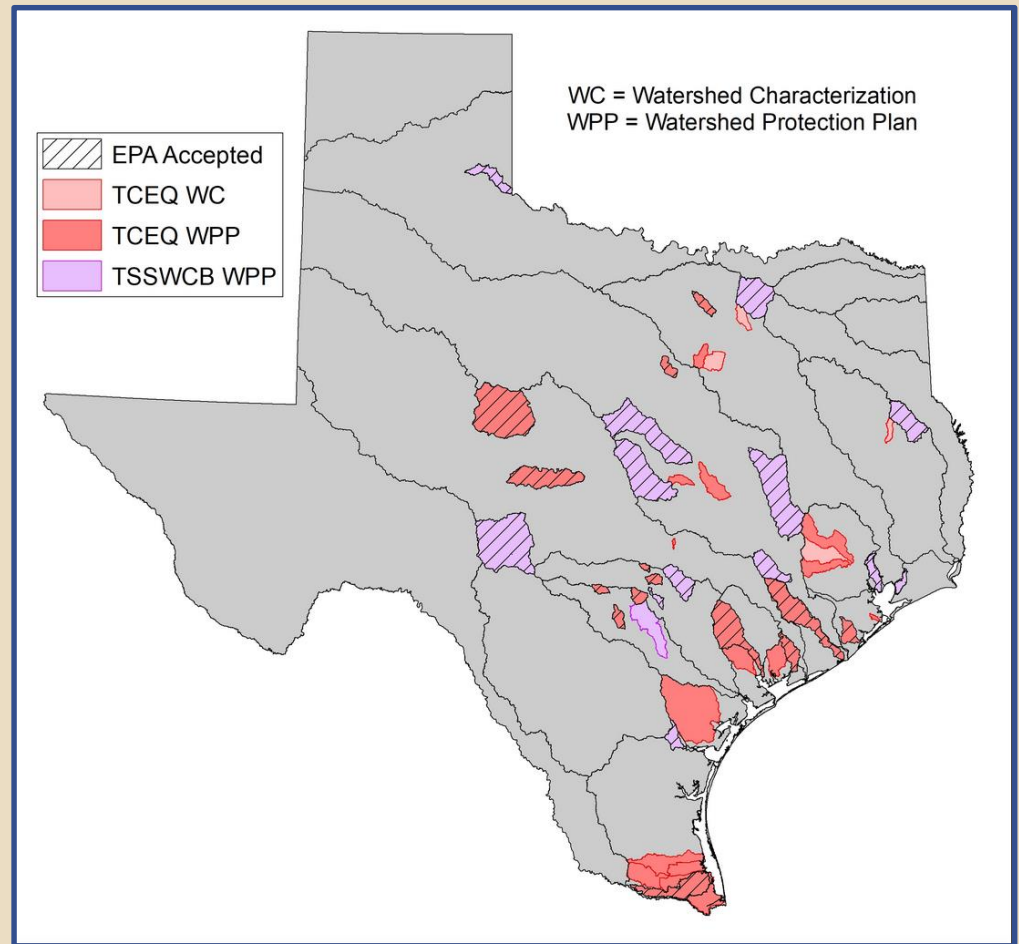 WC = Watershed Characterization
WPP = Watershed Protection Plan
EPA Accepted
TCEQ WC
TCEQ WPP
TSSWCB WPP